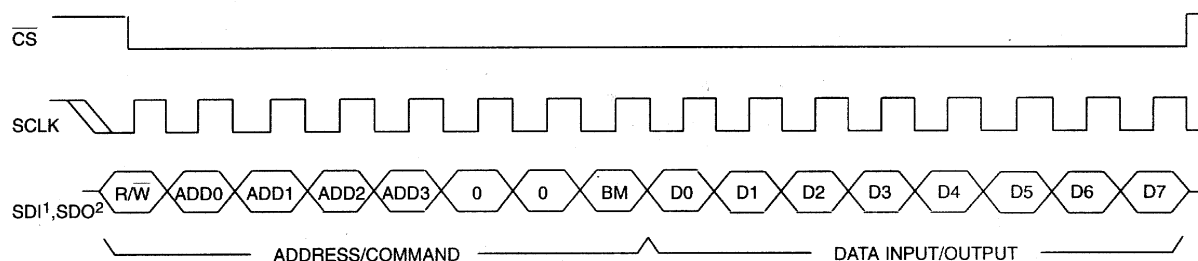 C̅S̅
SCLK
SDI¹,SDO² R/W̅ ADD0 ADD1 ADD2 ADD3 0 0 BM D0 D1 D2 D3 D4 D5 D6 D7
ADDRESS/COMMAND DATA INPUT/OUTPUT